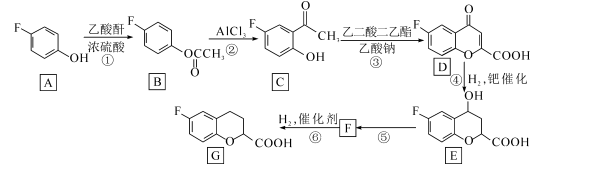 F OH A
乙酸酐 浓硫酸 ①
F O C CH₃ O B
AlCl₃ ②
F O CH₃ OH C
乙二酸二乙酯 乙酸钠 ③
F O O COOH D
④ H₂,钯催化
OH F O COOH E
⑤
F
H₂,催化剂 ⑥
F O COOH G